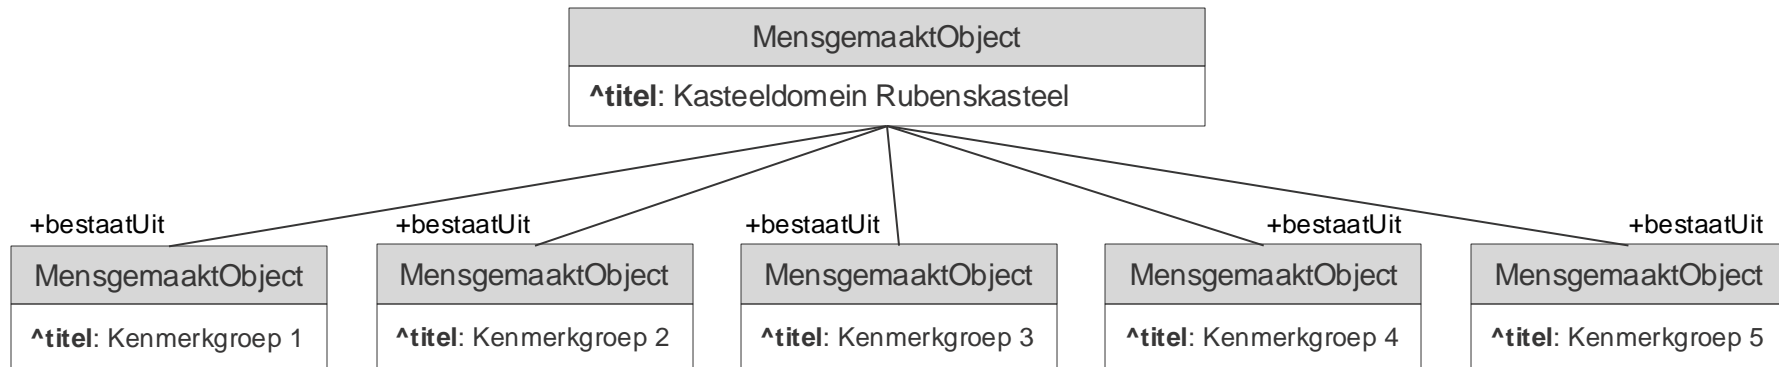 MensgemaaktObject
^titel: Kasteeldomein Rubenskasteel
+bestaatUit +bestaatUit +bestaatUit +bestaatUit +bestaatUit
MensgemaaktObject MensgemaaktObject MensgemaaktObject MensgemaaktObject MensgemaaktObject
^titel: Kenmerkgroep 1 ^titel: Kenmerkgroep 2 ^titel: Kenmerkgroep 3 ^titel: Kenmerkgroep 4 ^titel: Kenmerkgroep 5